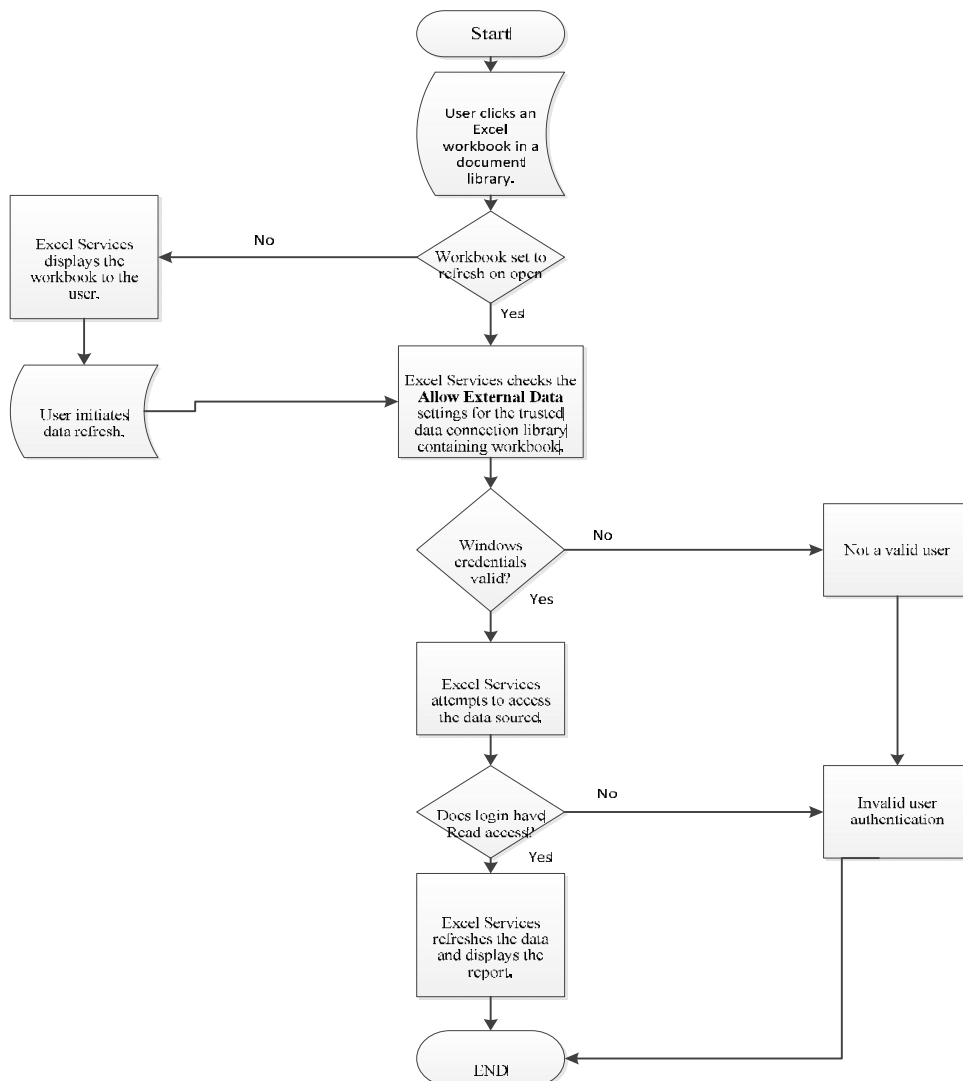 Start
User clicks an
Excel
workbook in a
document
library.
No
Excel Services
displays the
workbook to the
user.
Workbook set to
refresh on open
Yes
Excel Services checks the
Allow External Data
settings for the trusted
data connection library
containing workbook.
User initiates
data refresh.
Windows
credentials
valid?
No
Not a valid user
Yes
Excel Services
attempts to access
the data sourced.
Does login have
Read access?
No
Invalid user
authentication
Yes
Excel Services
refreshes the data
and displays the
report.
END